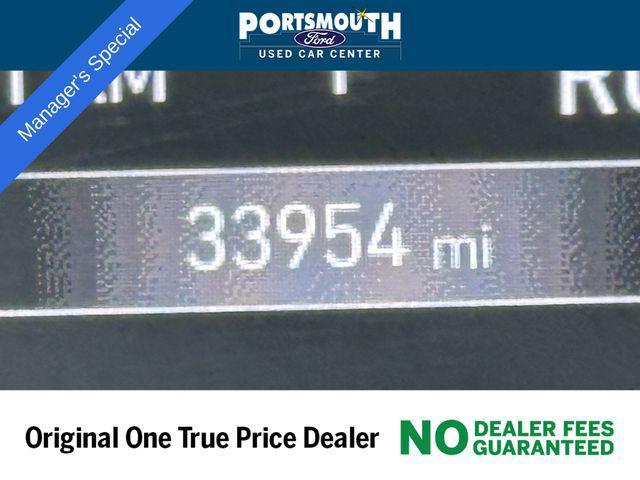 Manager's Special
PORTSMOUTH
Ford
USED CAR CENTER
33954 mi
Original One True Price Dealer
NO DEALER FEES
GUARANTEED